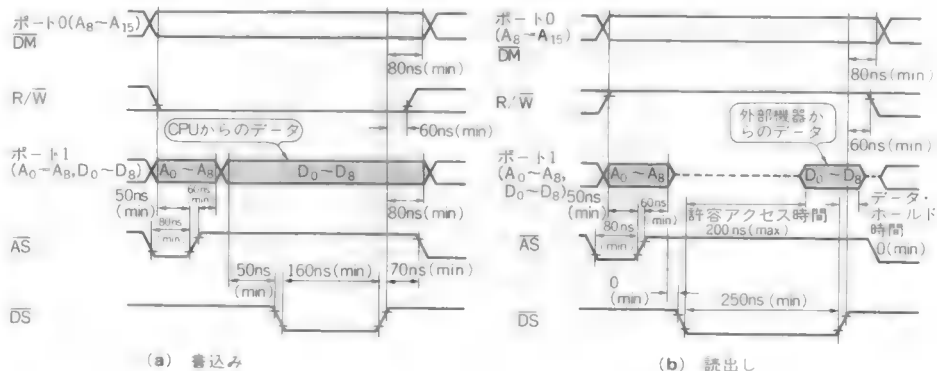 ポート0(A₈~A₁₅)
DM
80ns(min)
R/W
60ns(min)
CPUからのデータ
ポート1
(A₀~A₈,D₀~D₈)
A₀~A₈
D₀~D₈
50ns
(min)
60ns
min
80ns
min
80ns(min)
AS
50ns
(min)
160ns(min)
70ns(min)
DS
(a) 書込み
ポート0
(A₈~A₁₅)
DM
80ns(min)
R/W
外部機器か
らのデータ
60ns(min)
ポート1
(A₀~A₈,
D₀~D₈)
A₀~A₈
D₀~D₈
50ns
(min)
60ns
min)
80ns
(min)
許容アクセス時間
200ns(max)
データ・
ホールド
時間
0(min)
AS
0
(min)
250ns(min)
DS
(b) 読出し